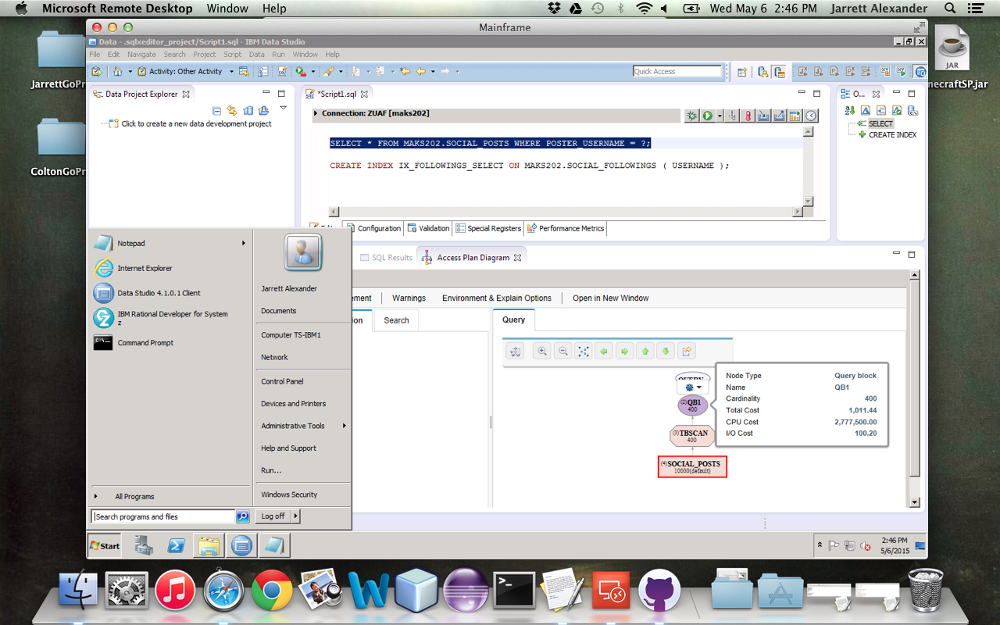 Microsoft Remote Desktop Window Help
Wed May 6 2:46 PM Jarrett Alexander
JarrettGoPr
ColtonGoPr
JAR
necraftSP.jar
Mainframe
Data - .sqlxeditor_project/Script1.sql - IBM Data Studio
File Edit Navigate Search Project Script Data Run Window Help
Activity: Other Activity
Quick Access
Data Project Explorer
Click to create a new data development project
*Script1.sql
Connection: ZUAF [maks202]
SELECT * FROM MAKS202.SOCIAL_POSTS WHERE POSTER_USERNAME = ?;
CREATE INDEX IX_FOLLOWINGS_SELECT ON MAKS202.SOCIAL_FOLLOWINGS ( USERNAME );
Configuration Validation Special Registers Performance Metrics
O...
SELECT
CREATE INDEX
SQL Results Access Plan Diagram
ement Warnings Environment & Explain Options Open in New Window
ion Search
Query
QUERY
(2)QB1
400
(3)TBSCAN
400
(4)SOCIAL_POSTS
10000(default)
Node Type Query block
Name QB1
Cardinality 400
Total Cost 1,011.44
CPU Cost 2,777,500.00
I/O Cost 100.20
Notepad
Internet Explorer
Data Studio 4.1.0.1 Client
IBM Rational Developer for System
z
Command Prompt
All Programs
Search programs and files
Jarrett Alexander
Documents
Computer TS-IBM1
Network
Control Panel
Devices and Printers
Administrative Tools
Help and Support
Run...
Windows Security
Log off
Start
2:46 PM
5/6/2015